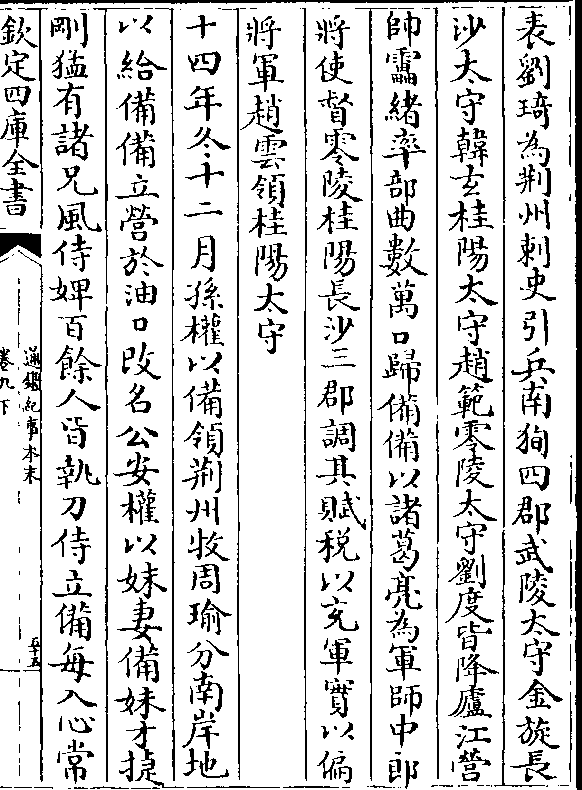 表劉琦為荆州刺史引兵南狥四郡武陵太守金旋長
沙太守韓玄桂陽太守趙範零陵太守劉度皆降廬江營
帥靁緒率部曲數萬口歸備備以諸葛亮為軍師中郎
將使督零陵桂陽長沙三郡調其賦税以充軍實以偏
將軍趙雲領桂陽太守
十四年冬十二月孫權以備領荆州牧周瑜分南岸地
以給備備立營於油口改名公安權以妹妻備妹才捷
剛猛有諸兄風侍婢百餘人皆執刀侍立備每入心常
欽定四庫全書
通鑑紀事本末
卷九下
五十五